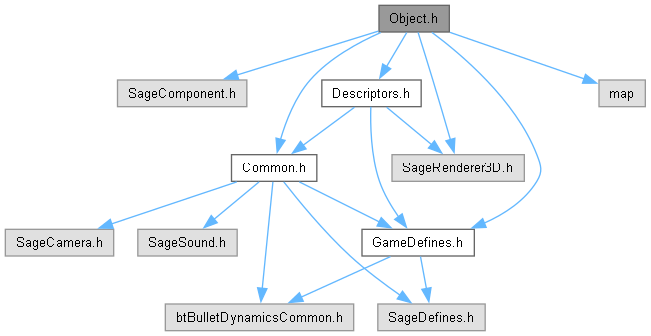 Object.h
SageComponent.h
Descriptors.h
map
Common.h
SageRenderer3D.h
SageCamera.h
SageSound.h
GameDefines.h
btBulletDynamicsCommon.h
SageDefines.h